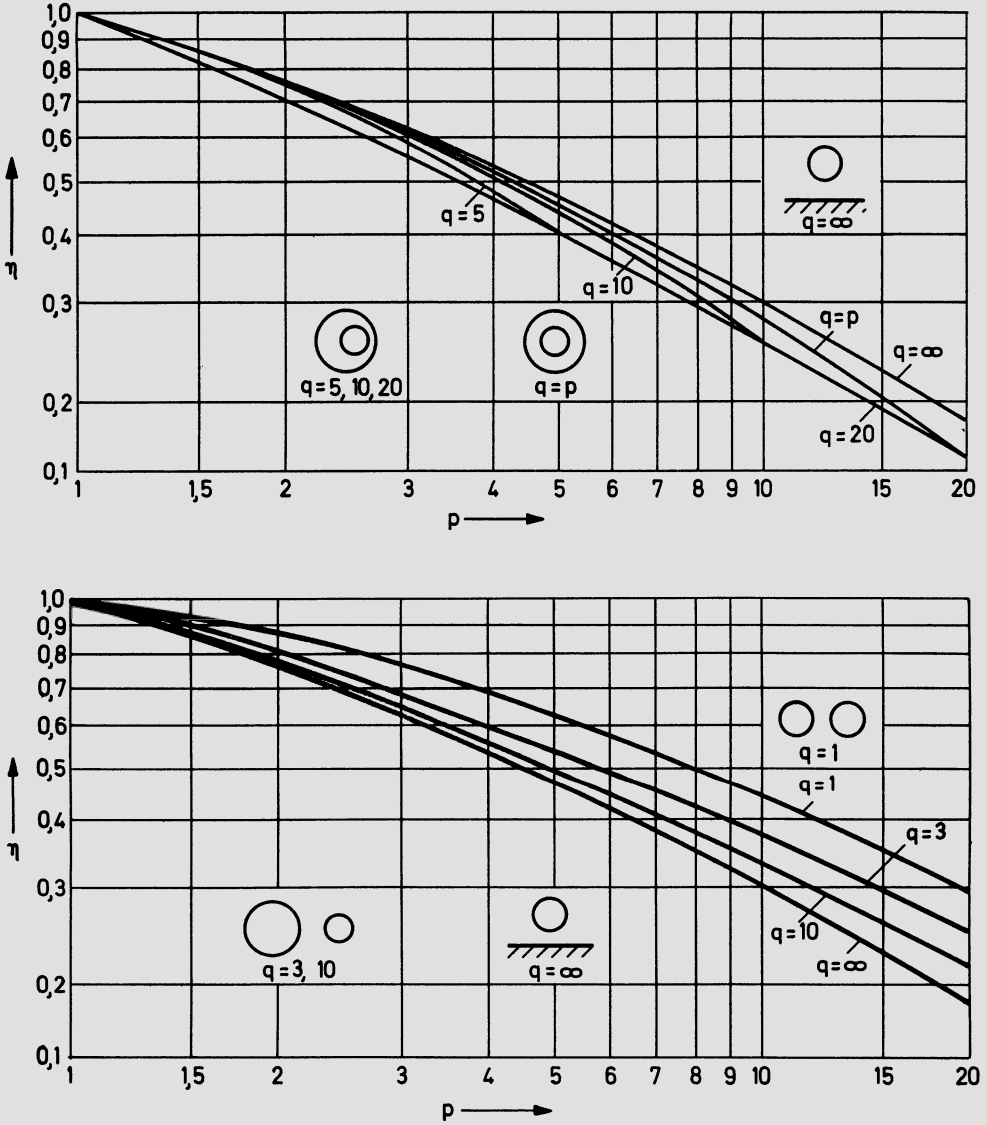 1,0
0,9
0,8
0,7
0,6
0,5
0,4
0,3
0,2
0,1
η
q=5
q=10
q=∞
q=p
q=∞
q=5, 10, 20
q=p
q=20
1 1,5 2 3 4 5 6 7 8 9 10 15 20
p
1,0
0,9
0,8
0,7
0,6
0,5
0,4
0,3
0,2
0,1
η
q=1
q=1
q=3
q=10
q=∞
q=3, 10
q=∞
1 1,5 2 3 4 5 6 7 8 9 10 15 20
p